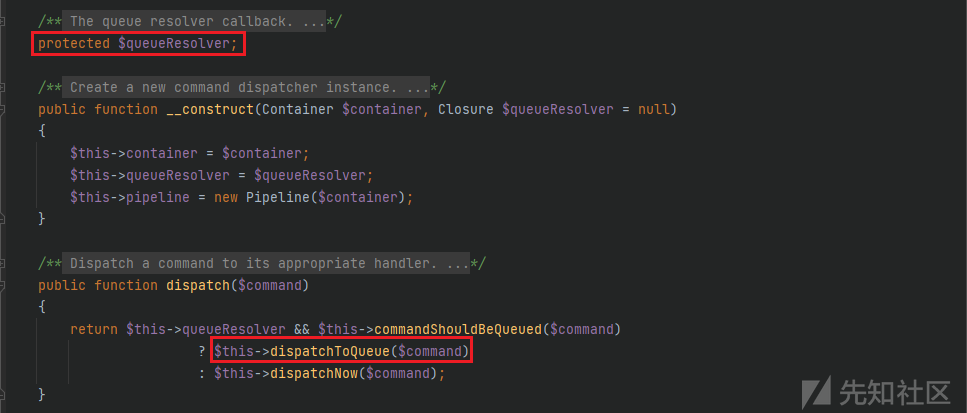 /** The queue resolver callback. ...*/
protected $queueResolver;
/** Create a new command dispatcher instance. ...*/
public function __construct(Container $container, Closure $queueResolver = null)
{
$this->container = $container;
$this->queueResolver = $queueResolver;
$this->pipeline = new Pipeline($container);
}
/** Dispatch a command to its appropriate handler. ...*/
public function dispatch($command)
{
return $this->queueResolver && $this->commandShouldBeQueued($command)
? $this->dispatchToQueue($command)
: $this->dispatchNow($command);
}
先知社区